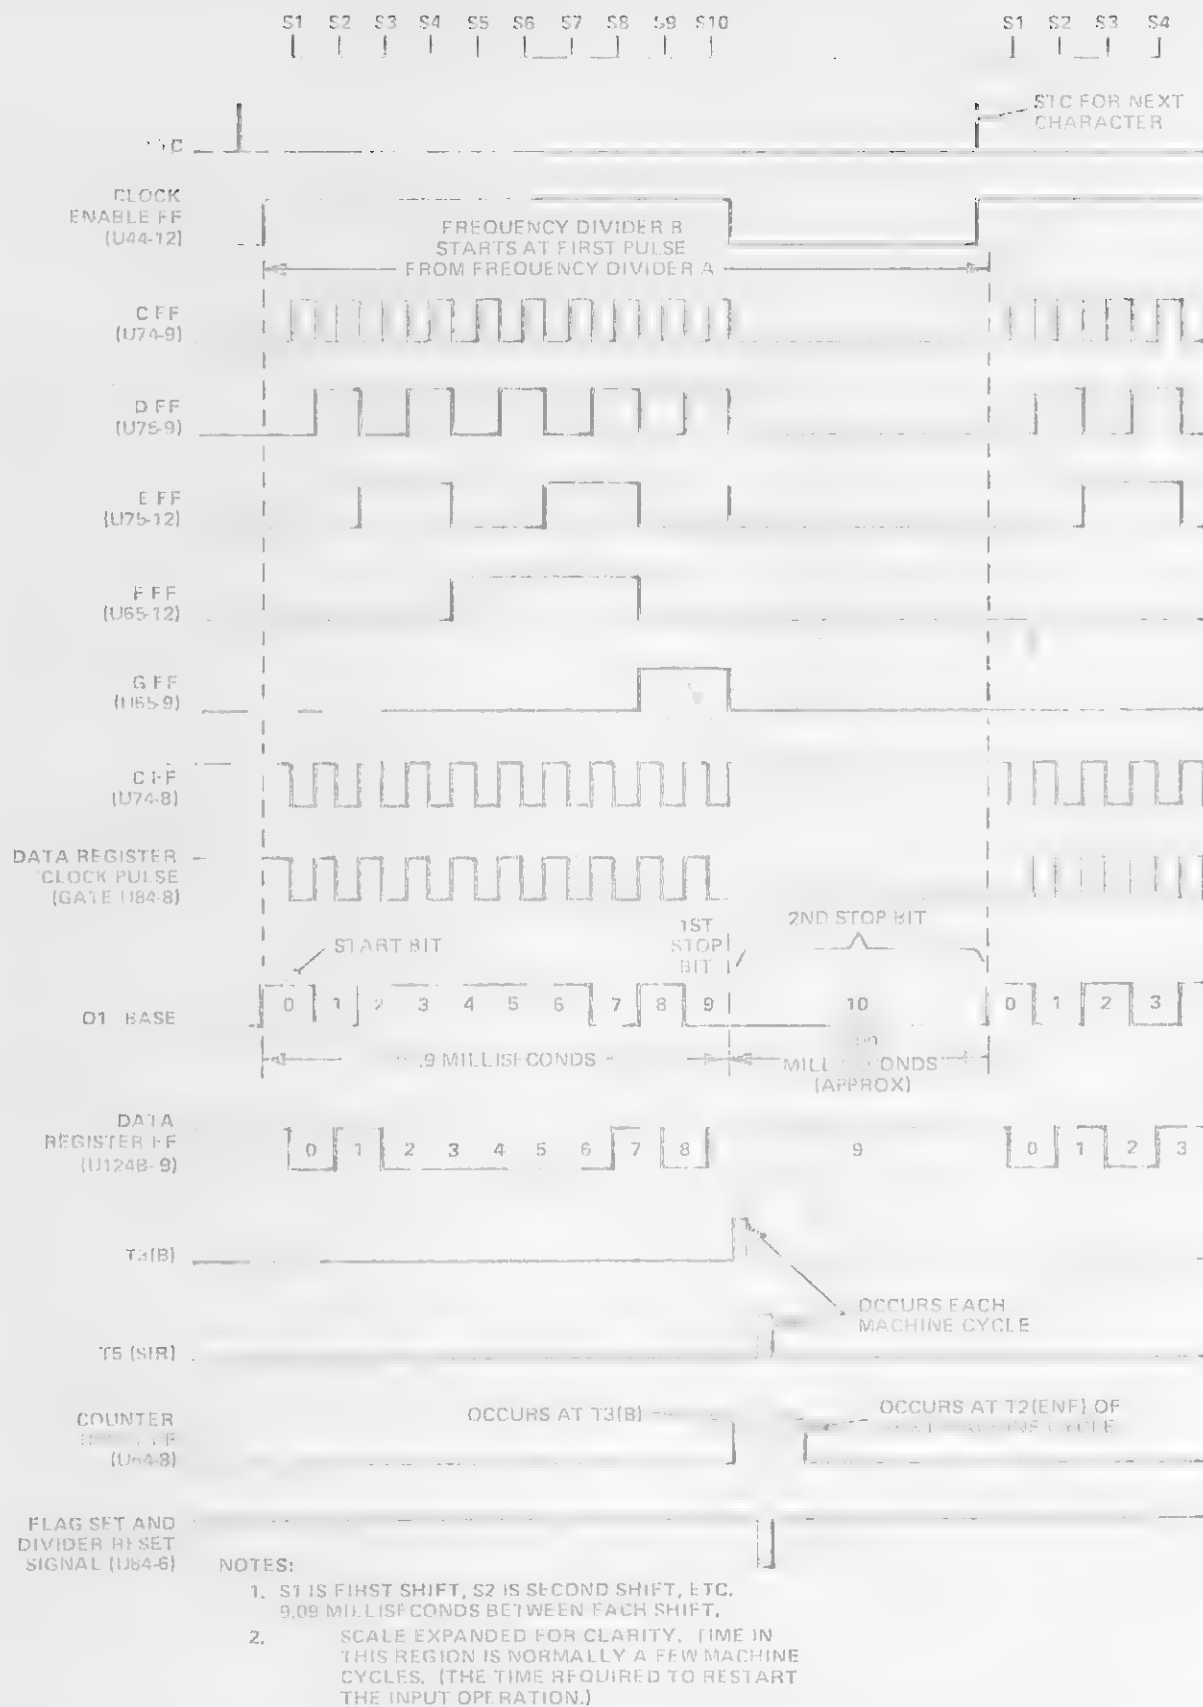 S1 S2 S3 S4 S5 S6 S7 S8 S9 S10 S1 S2 S3 S4
STC FOR NEXT
CHARACTER
CLOCK
ENABLE FF
(U44-12)
FREQUENCY DIVIDER B
STARTS AT FIRST PULSE
FROM FREQUENCY DIVIDER A
C FF
(U74-9)
D FF
(U75-9)
E FF
(U75-12)
F FF
(U65-12)
G FF
(U65-9)
C FF
(U74-8)
DATA REGISTER
CLOCK PULSE
(GATE U84-8)
START BIT
1ST
STOP
BIT
2ND STOP BIT
Q1 BASE
0 1 2 3 4 5 6 7 8 9 10 0 1 2 3
MILLISECONDS
MILLISECONDS
(APPROX)
DATA
REGISTER FF
(U124B-9)
0 1 2 3 4 5 6 7 8 9 0 1 2 3
T3(B)
OCCURS EACH
MACHINE CYCLE
T5 (SIR)
COUNTER
FF
(U64-8)
OCCURS AT T3(B)
OCCURS AT T2(ENF) OF
MACHINE CYCLE
FLAG SET AND
DIVIDER RESET
SIGNAL (U84-6)
NOTES:
1. S1 IS FIRST SHIFT, S2 IS SECOND SHIFT, ETC.
9.09 MILLISECONDS BETWEEN EACH SHIFT.
2. SCALE EXPANDED FOR CLARITY. TIME IN
THIS REGION IS NORMALLY A FEW MACHINE
CYCLES. (THE TIME REQUIRED TO RESTART
THE INPUT OPERATION.)